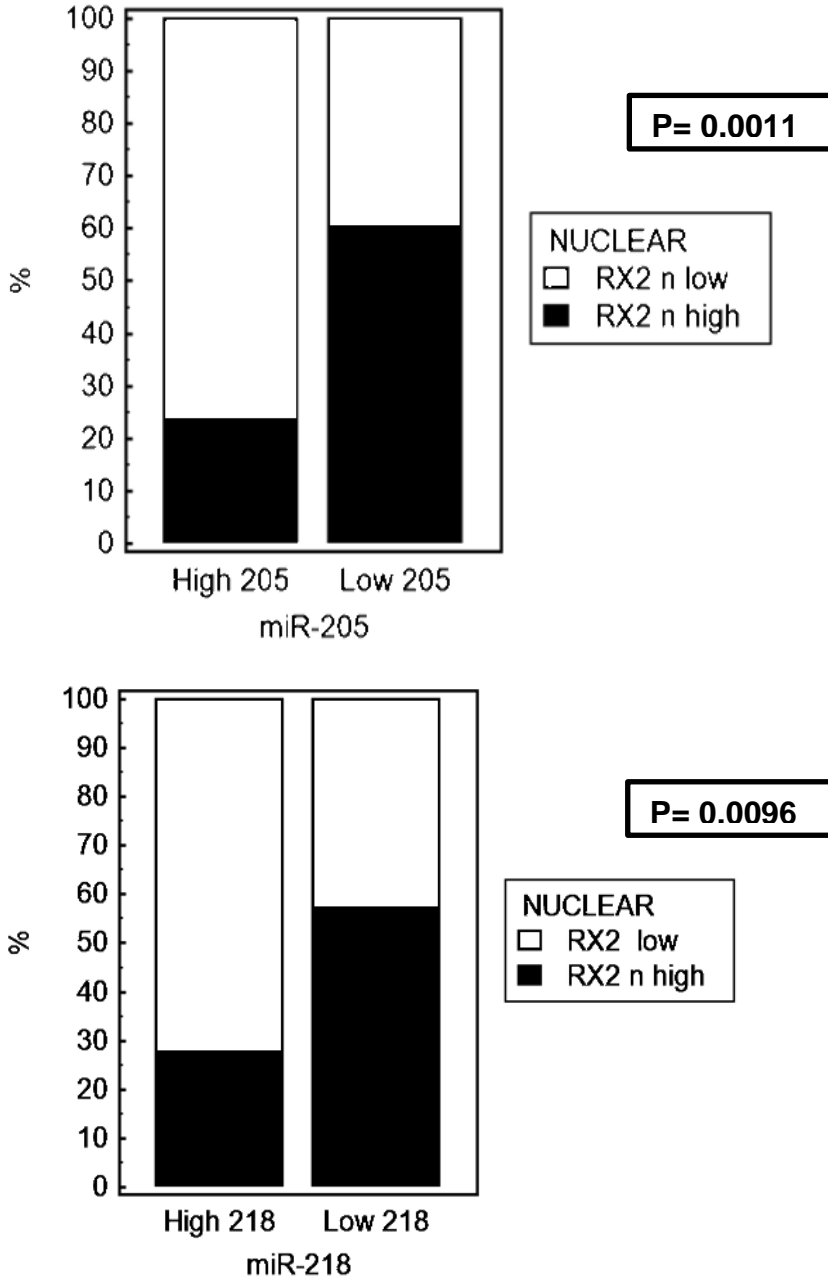 100
90
80
70
60
50
40
30
20
10
0
%
High 205 Low 205
miR-205
P= 0.0011
NUCLEAR
RX2 n low
RX2 n high
100
90
80
70
60
50
40
30
20
10
0
%
High 218 Low 218
miR-218
P= 0.0096
NUCLEAR
RX2 low
RX2 n high